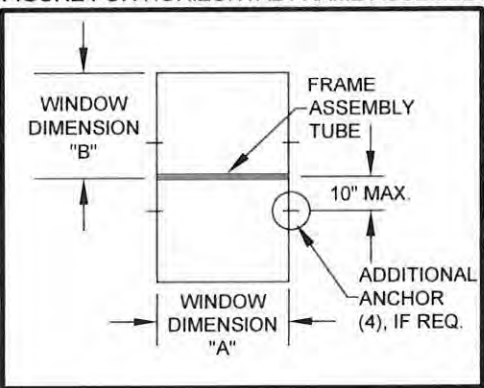 WINDOW
DIMENSION
"B"
FRAME
ASSEMBLY
TUBE
10" MAX.
ADDITIONAL
ANCHOR
(4), IF REQ.
WINDOW
DIMENSION
"A"